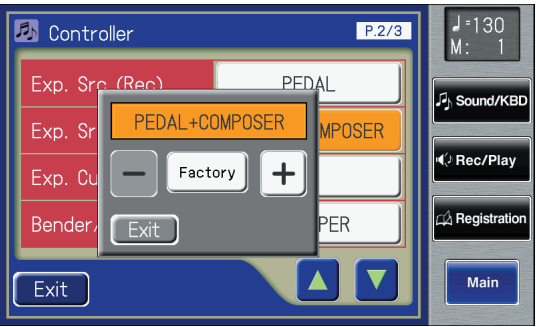 Controller
P.2/3
♩=130
M: 1
Exp. Src (Rec)
PEDAL
PEDAL+COMPOSER
Exp. Sr
MPOSER
Exp. Cu
Factory
Bender/
PER
Exit
Exit
Sound/KBD
Rec/Play
Registration
Main